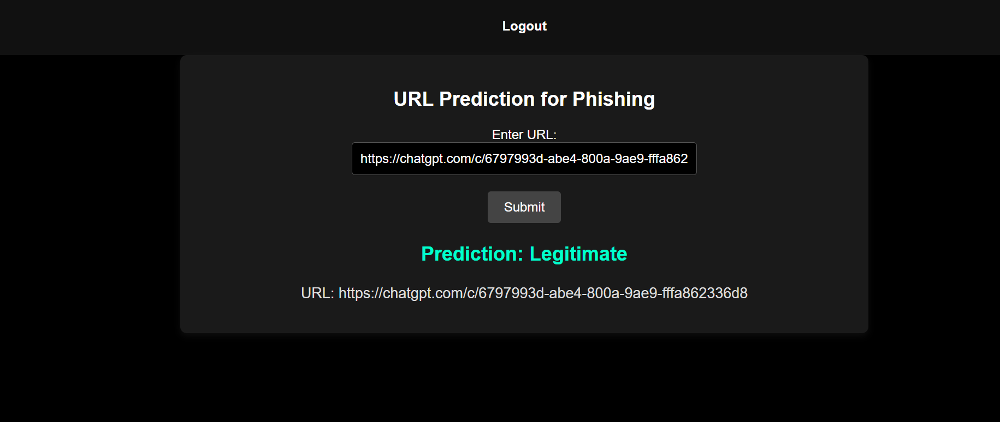 Logout
URL Prediction for Phishing
Enter URL:
https://chatgpt.com/c/6797993d-abe4-800a-9ae9-fffa862
Submit
Prediction: Legitimate
URL: https://chatgpt.com/c/6797993d-abe4-800a-9ae9-fffa862336d8